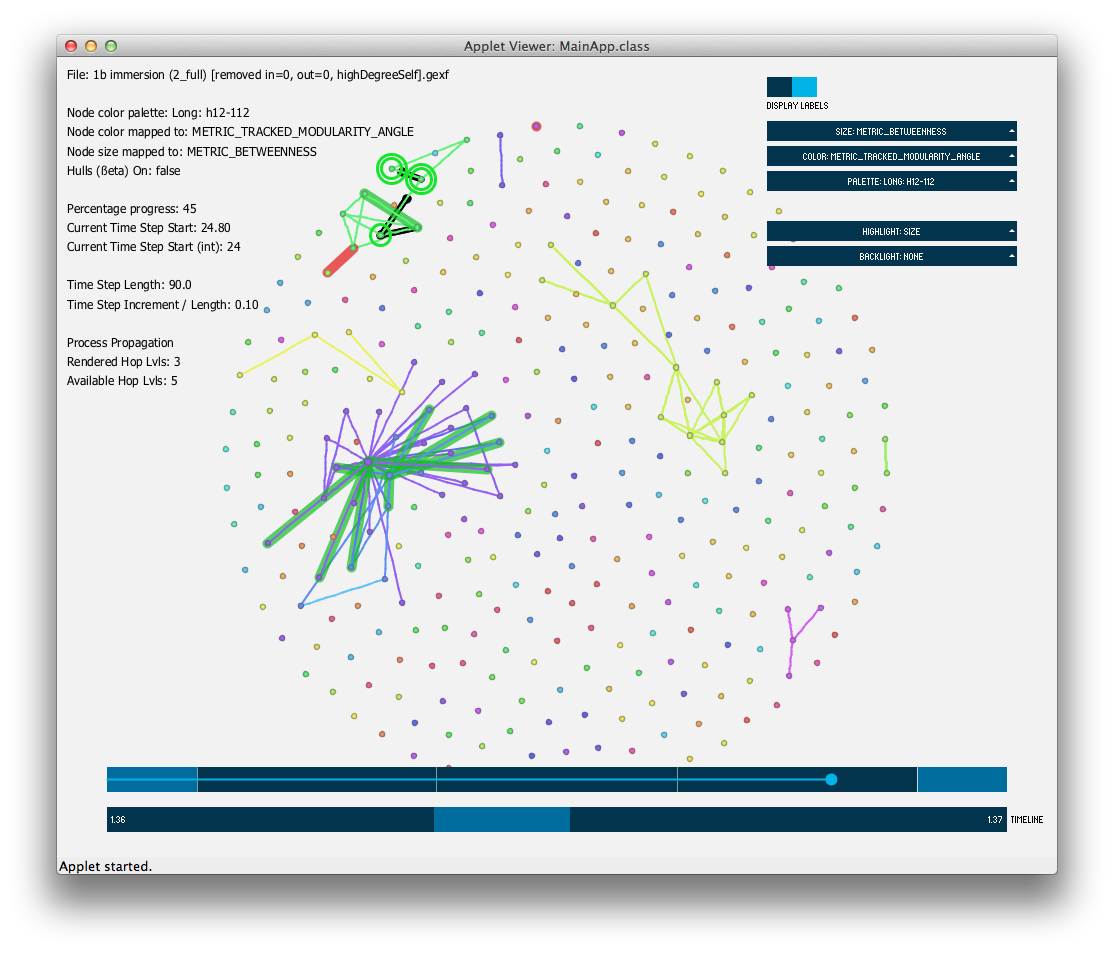 Applet Viewer: MainApp.class
File: 1b immersion (2_full) [removed in=0, out=0, highDegreeSelf].gexf
Node color palette: Long: h12-112
Node color mapped to: METRIC_TRACKED_MODULARITY_ANGLE
Node size mapped to: METRIC_BETWEENNESS
Hulls (ßeta) On: false
Percentage progress: 45
Current Time Step Start: 24.80
Current Time Step Start (int): 24
Time Step Length: 90.0
Time Step Increment / Length: 0.10
Process Propagation
Rendered Hop Lvls: 3
Available Hop Lvls: 5
DISPLAY LABELS
SIZE: METRIC_BETWEENNESS
COLOR: METRIC_TRACKED_MODULARITY_ANGLE
PALETTE: LONG: H12-112
HIGHLIGHT: SIZE
BACKLIGHT: NONE
1.36
1.37
TIMELINE
Applet started.